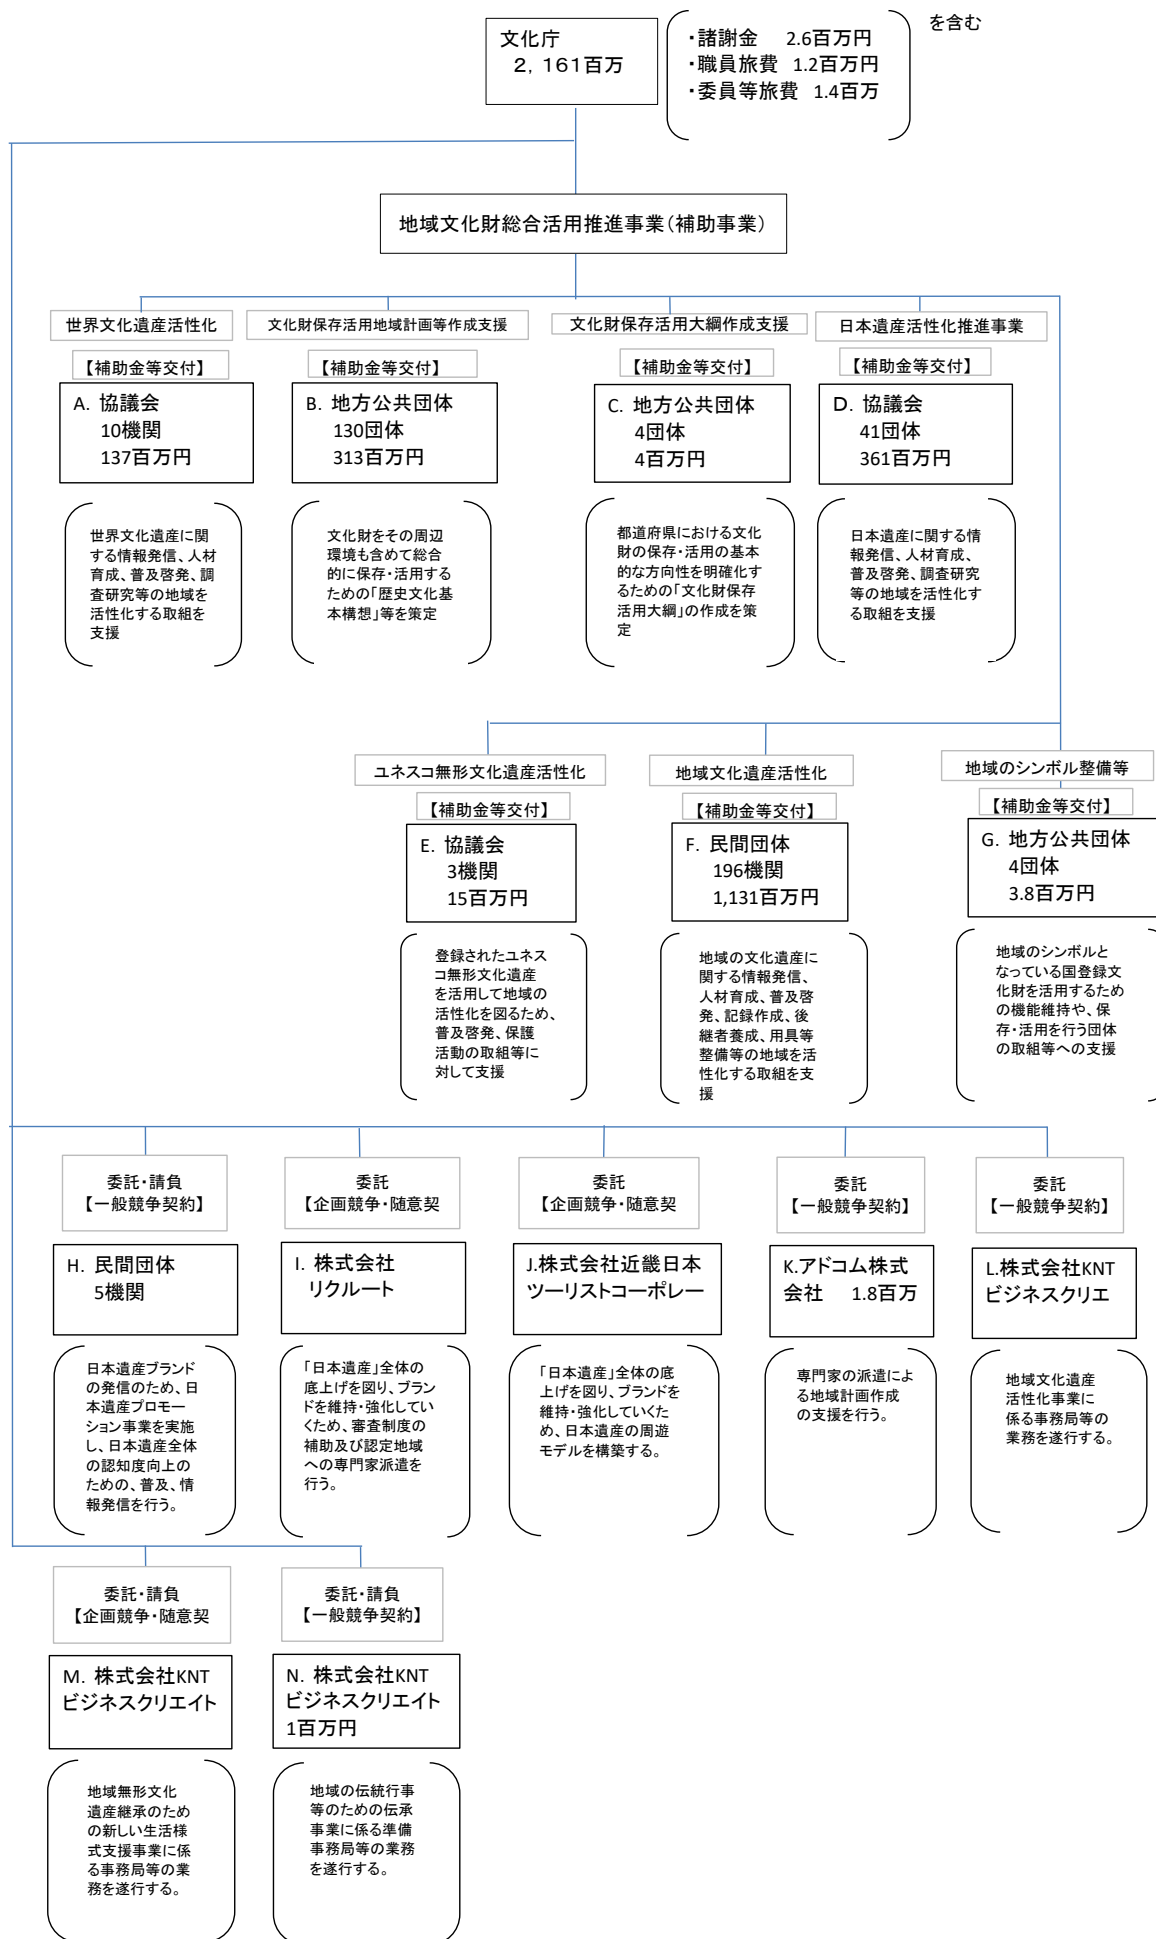 文化庁
２，１６１百万
・諸謝金　2.6百万円
・職員旅費　1.2百万円
・委員等旅費　1.4百万
を含む
地域文化財総合活用推進事業（補助事業）
世界文化遺産活性化
【補助金等交付】
A. 協議会
10機関
137百万円
世界文化遺産に関
する情報発信、人材
育成、普及啓発、調
査研究等の地域を
活性化する取組を
支援
文化財保存活用地域計画等作成支援
【補助金等交付】
B. 地方公共団体
130団体
313百万円
文化財をその周辺
環境も含めて総合
的に保存・活用する
ための「歴史文化基
本構想」等を策定
文化財保存活用大綱作成支援
【補助金等交付】
C. 地方公共団体
4団体
4百万円
都道府県における文化
財の保存・活用の基本
的な方向性を明確化す
るための「文化財保存
活用大綱」の作成を策
定
日本遺産活性化推進事業
【補助金等交付】
D. 協議会
41団体
361百万円
日本遺産に関する情
報発信、人材育成、
普及啓発、調査研究
等の地域を活性化す
る取組を支援
ユネスコ無形文化遺産活性化
【補助金等交付】
E. 協議会
3機関
15百万円
登録されたユネス
コ無形文化遺産
を活用して地域の
活性化を図るため、
普及啓発、保護
活動の取組等に
対して支援
地域文化遺産活性化
【補助金等交付】
F. 民間団体
196機関
1,131百万円
地域の文化遺産に
関する情報発信、
人材育成、普及啓
発、記録作成、後
継者養成、用具等
整備等の地域を活
性化する取組を支
援
地域のシンボル整備等
【補助金等交付】
G. 地方公共団体
4団体
3.8百万円
地域のシンボルと
なっている国登録文
化財を活用するため
の機能維持や、保
存・活用を行う団体
の取組等への支援
委託・請負
【一般競争契約】
H. 民間団体
5機関
日本遺産ブランド
の発信のため、日
本遺産プロモー
ション事業を実施
し、日本遺産全体
の認知度向上の
ための、普及、情
報発信を行う。
委託
【企画競争・随意契
I. 株式会社
リクルート
「日本遺産」全体の
底上げを図り、ブラン
ドを維持・強化してい
くため、審査制度の
補助及び認定地域
への専門家派遣を
行う。
委託
【企画競争・随意契
J.株式会社近畿日本
ツーリストコーポレー
「日本遺産」全体の底
上げを図り、ブランドを
維持・強化していくた
め、日本遺産の周遊
モデルを構築する。
委託
【一般競争契約】
K.アドコム株式
会社　1.8百万
専門家の派遣によ
る地域計画作成
の支援を行う。
委託
【一般競争契約】
L.株式会社KNT
ビジネスクリエ
地域文化遺産
活性化事業に
係る事務局等の
業務を遂行する。
委託・請負
【企画競争・随意契
M. 株式会社KNT
ビジネスクリエイト
地域無形文化
遺産継承のため
の新しい生活様
式支援事業に係
る事務局等の業
務を遂行する。
委託・請負
【一般競争契約】
N. 株式会社KNT
ビジネスクリエイト
1百万円
地域の伝統行事
等のための伝承
事業に係る準備
事務局等の業務
を遂行する。